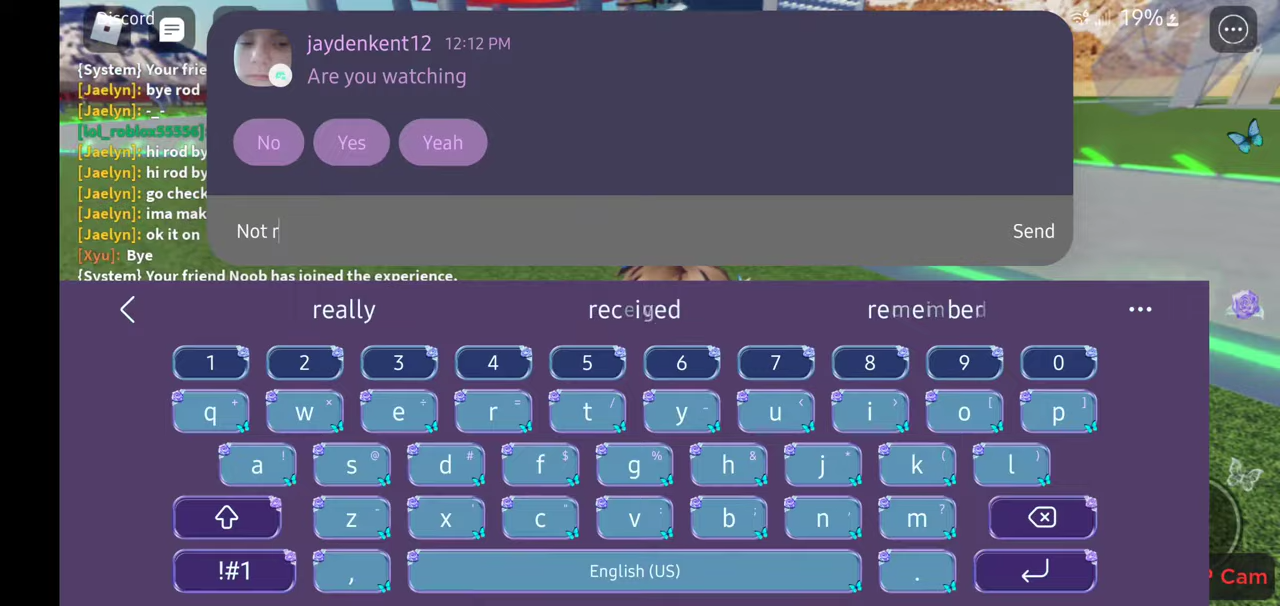 Discord
19%
jaydenkent12 12:12 PM
Are you watching
No Yes Yeah
{System} Your frie
[Jaelyn]: bye rod
[Jaelyn]: -_-
[lol_roblox55556]:
[Jaelyn]: hi rod by
[Jaelyn]: hi rod by
[Jaelyn]: go check
[Jaelyn]: ima mak
[Jaelyn]: ok it on
[Xyu]: Bye
{System} Your friend Noob has joined the experience.
Not r
Send
really
1 2 3 4 5 6 7 8 9 0
q + w × e ÷ r = t / y _ u < i > o [ p ]
a ! s @ d # f $ g % h & j * k ( l )
z - x ' c " v : b ; n , m ?
!#1 , English (US) .
P Cam